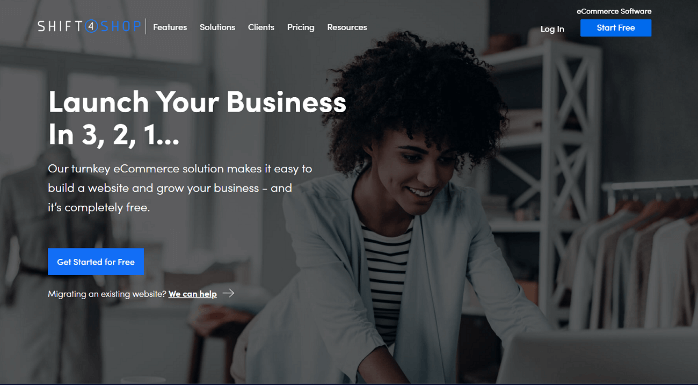 eCommerce Software
SHIFT4SHOP Features Solutions Clients Pricing Resources Log In Start Free
Launch Your Business
In 3, 2, 1...
Our turnkey eCommerce solution makes it easy to
build a website and grow your business - and
it's completely free.
Get Started for Free
Migrating an existing website? We can help